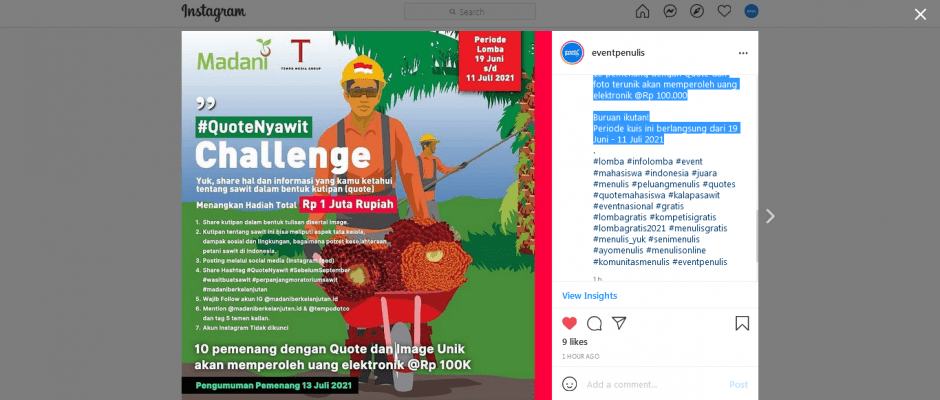 Instagram
Search
Madani
T
TEMPO MEDIA GROUP
Periode
Lomba
19 Juni
s/d
11 Juli 2021
#QuoteNyawit
Challenge
Yuk, share hal dan informasi yang kamu ketahui
tentang sawit dalam bentuk kutipan (quote)
Menangkan Hadiah Total Rp 1 Juta Rupiah
1. Share kutipan dalam bentuk tulisan disertai image.
2. Kutipan tentang sawit ini bisa meliputi aspek tata kelola,
dampak sosial dan lingkungan, bagaimana potret kesejahteraan
petani sawit di Indonesia.
3. Posting melalui social media (Instagram feed)
4. Share Hashtag #QuoteNyawit #SebelumSeptember
#wasitbuatsawit #perpanjangmoratoriumsawit
#madaniberkelanjutan
5. Wajib Follow akun IG @madaniberkelanjutan.id
6. Mention @madaniberkelanjutan.id & @tempodotco
dan tag 5 temen kalian.
7. Akun Instagram Tidak dikunci
10 pemenang dengan Quote dan Image Unik
akan memperoleh uang elektronik @Rp 100K
Pengumuman Pemenang 13 Juli 2021
eventpenulis
10 pemenang dengan Quote dan
foto terunik akan memperoleh uang
elektronik @Rp 100.000
Buruan ikutan!
Periode kuis ini berlangsung dari 19
Juni - 11 Juli 2021
.
#lomba #infolomba #event
#mahasiswa #indonesia #juara
#menulis #peluangmenulis #quotes
#quotemahasiswa #kalapasawit
#eventnasional #gratis
#lombagratis #kompetisigratis
#lombagratis2021 #menulisgratis
#menulis_yuk #senimenulis
#ayomenulis #menulisonline
#komunitasmenulis #eventpenulis
1 h
View Insights
9 likes
1 HOUR AGO
Add a comment...
Post